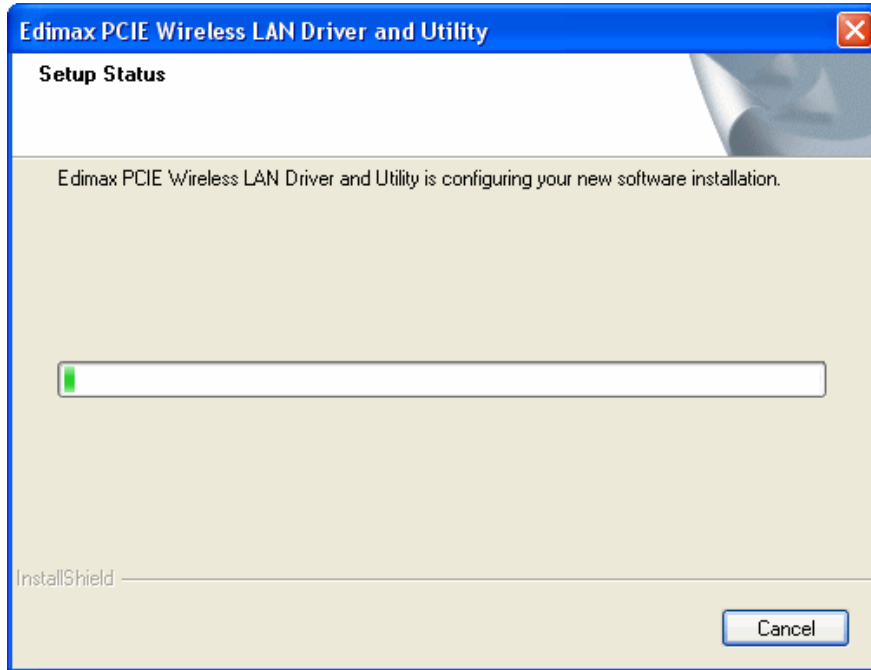 Edimax PCIE Wireless LAN Driver and Utility
Setup Status
Edimax PCIE Wireless LAN Driver and Utility is configuring your new software installation.
InstallShield
Cancel